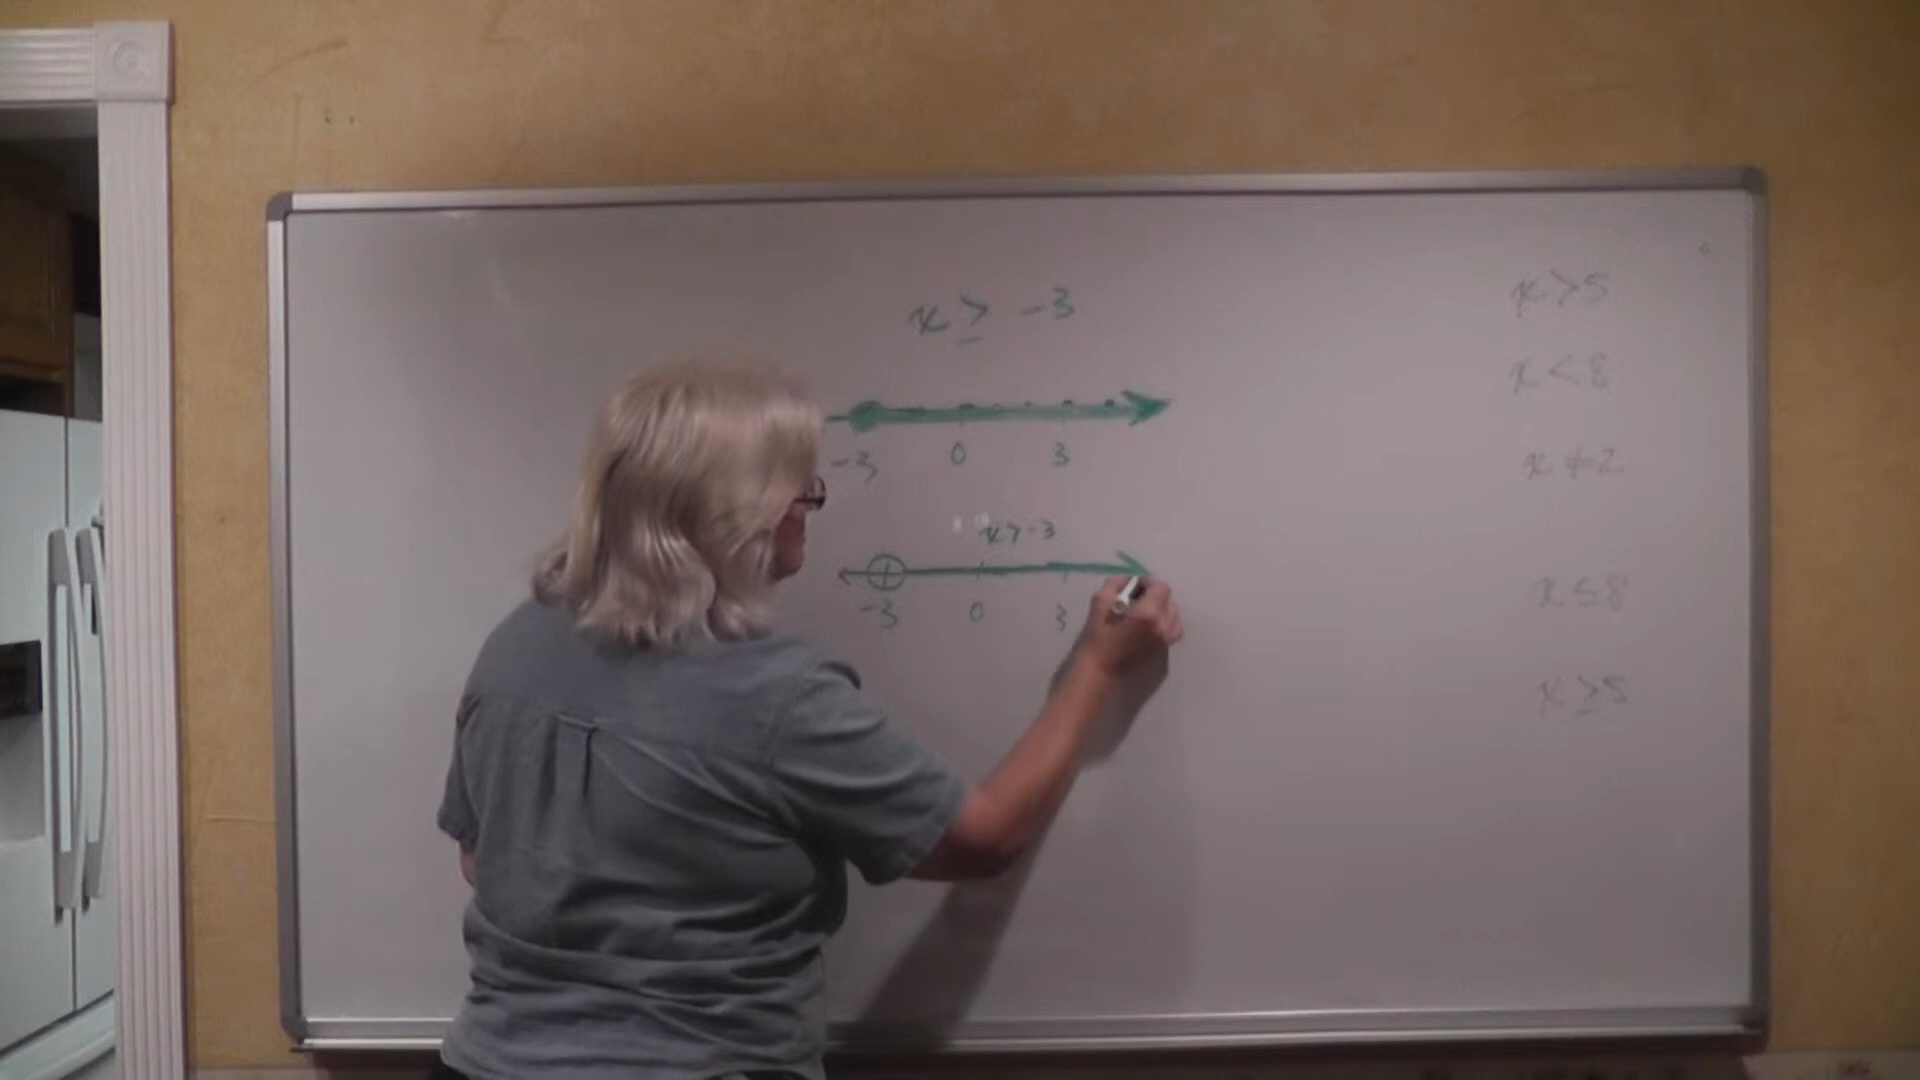 x ≥ -3
-3 0 3
x > -3
-3 0 3
x > 5
x < 8
x ≠ 2
x ≤ 8
x ≥ 5